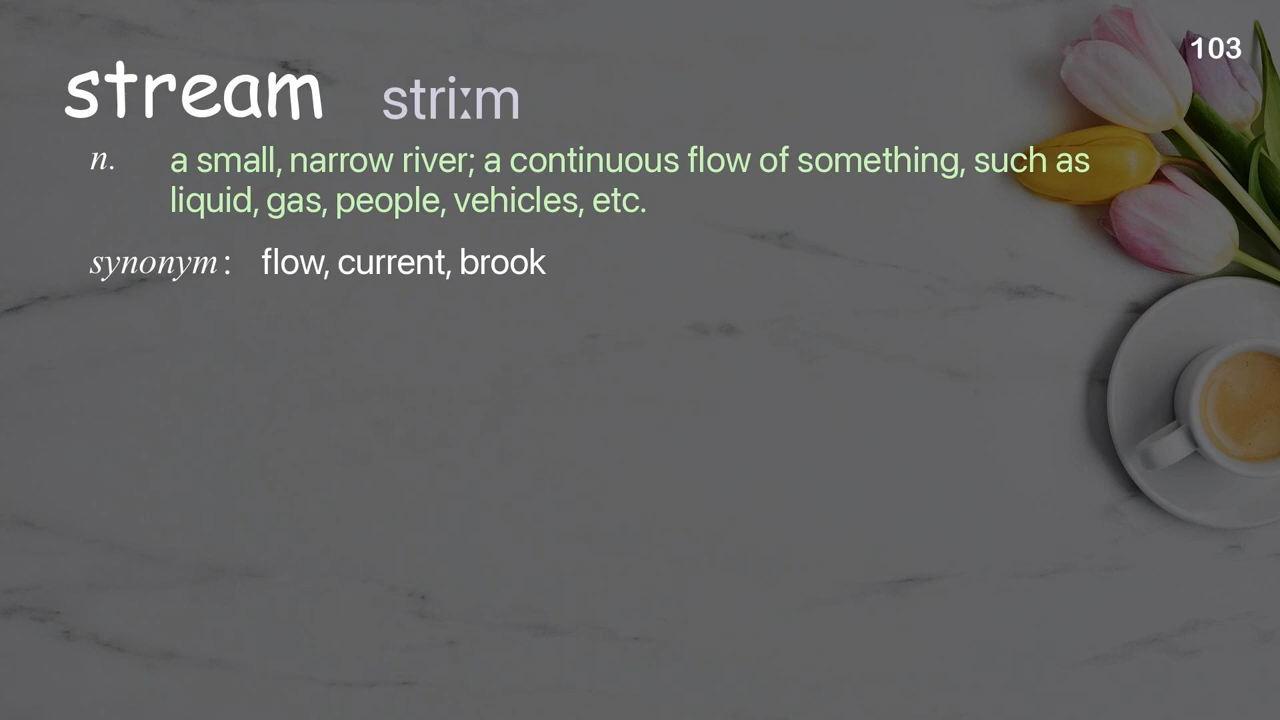 103
stream striːm
n. a small, narrow river; a continuous flow of something, such as
liquid, gas, people, vehicles, etc.
synonym: flow, current, brook